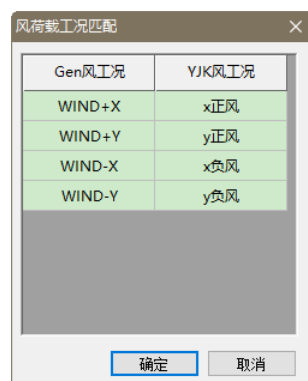 风荷载工况匹配
Gen风工况 YJK风工况
WIND+X x正风
WIND+Y y正风
WIND-X x负风
WIND-Y y负风
确定 取消